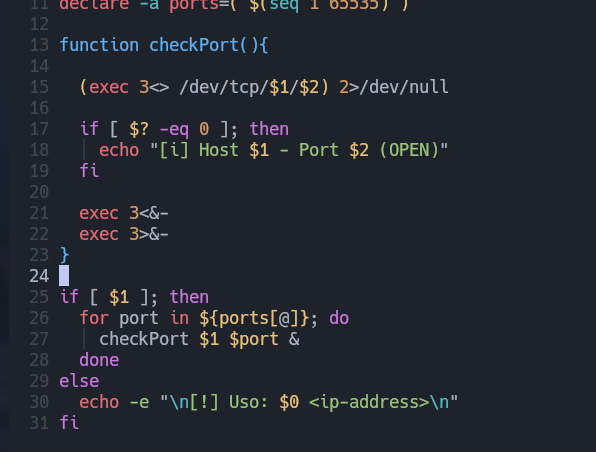 11 declare -a ports=( $(seq 1 65535) )
12
13 function checkPort(){
14
15   (exec 3<> /dev/tcp/$1/$2) 2>/dev/null
16
17   if [ $? -eq 0 ]; then
18     echo "[i] Host $1 - Port $2 (OPEN)"
19   fi
20
21   exec 3<&-
22   exec 3>&-
23 }
24
25 if [ $1 ]; then
26   for port in ${ports[@]}; do
27     checkPort $1 $port &
28   done
29 else
30   echo -e "\n[!] Uso: $0 <ip-address>\n"
31 fi